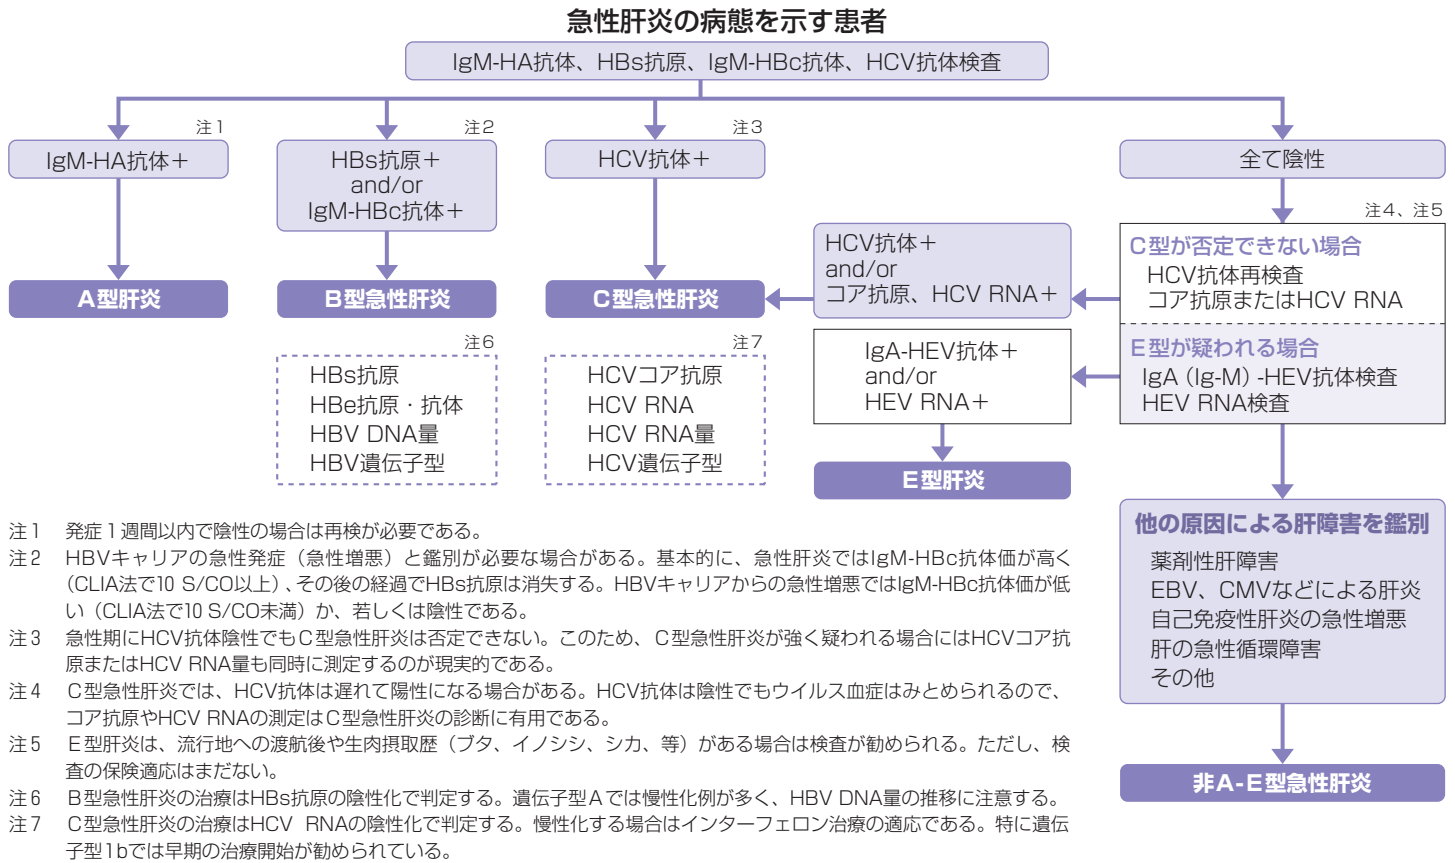 急性肝炎の病態を示す患者
IgM-HA抗体、HBs抗原、IgM-HBc抗体、HCV抗体検査
注1
IgM-HA抗体＋
A型肝炎
注2
HBs抗原＋
and/or
IgM-HBc抗体＋
B型急性肝炎
注6
HBs抗原
HBe抗原・抗体
HBV DNA量
HBV遺伝子型
注3
HCV抗体＋
C型急性肝炎
注7
HCVコア抗原
HCV RNA
HCV RNA量
HCV遺伝子型
全て陰性
注4、注5
C型が否定できない場合
HCV抗体再検査
コア抗原またはHCV RNA
E型が疑われる場合
IgA（Ig-M）-HEV抗体検査
HEV RNA検査
HCV抗体＋
and/or
コア抗原、HCV RNA＋
IgA-HEV抗体＋
and/or
HEV RNA＋
E型肝炎
他の原因による肝障害を鑑別
薬剤性肝障害
EBV、CMVなどによる肝炎
自己免疫性肝炎の急性増悪
肝の急性循環障害
その他
非A-E型急性肝炎
注1 発症1週間以内で陰性の場合は再検が必要である。
注2 HBVキャリアの急性発症（急性増悪）と鑑別が必要な場合がある。基本的に、急性肝炎ではIgM-HBc抗体価が高く
（CLIA法で10 S/CO以上）、その後の経過でHBs抗原は消失する。HBVキャリアからの急性増悪ではIgM-HBc抗体価が低
い（CLIA法で10 S/CO未満）か、若しくは陰性である。
注3 急性期にHCV抗体陰性でもC型急性肝炎は否定できない。このため、C型急性肝炎が強く疑われる場合にはHCVコア抗
原またはHCV RNA量も同時に測定するのが現実的である。
注4 C型急性肝炎では、HCV抗体は遅れて陽性になる場合がある。HCV抗体は陰性でもウイルス血症はみとめられるので、
コア抗原やHCV RNAの測定はC型急性肝炎の診断に有用である。
注5 E型肝炎は、流行地への渡航後や生肉摂取歴（ブタ、イノシシ、シカ、等）がある場合は検査が勧められる。ただし、検
査の保険適応はまだない。
注6 B型急性肝炎の治療はHBs抗原の陰性化で判定する。遺伝子型Aでは慢性化例が多く、HBV DNA量の推移に注意する。
注7 C型急性肝炎の治療はHCV RNAの陰性化で判定する。慢性化する場合はインターフェロン治療の適応である。特に遺伝
子型1bでは早期の治療開始が勧められている。